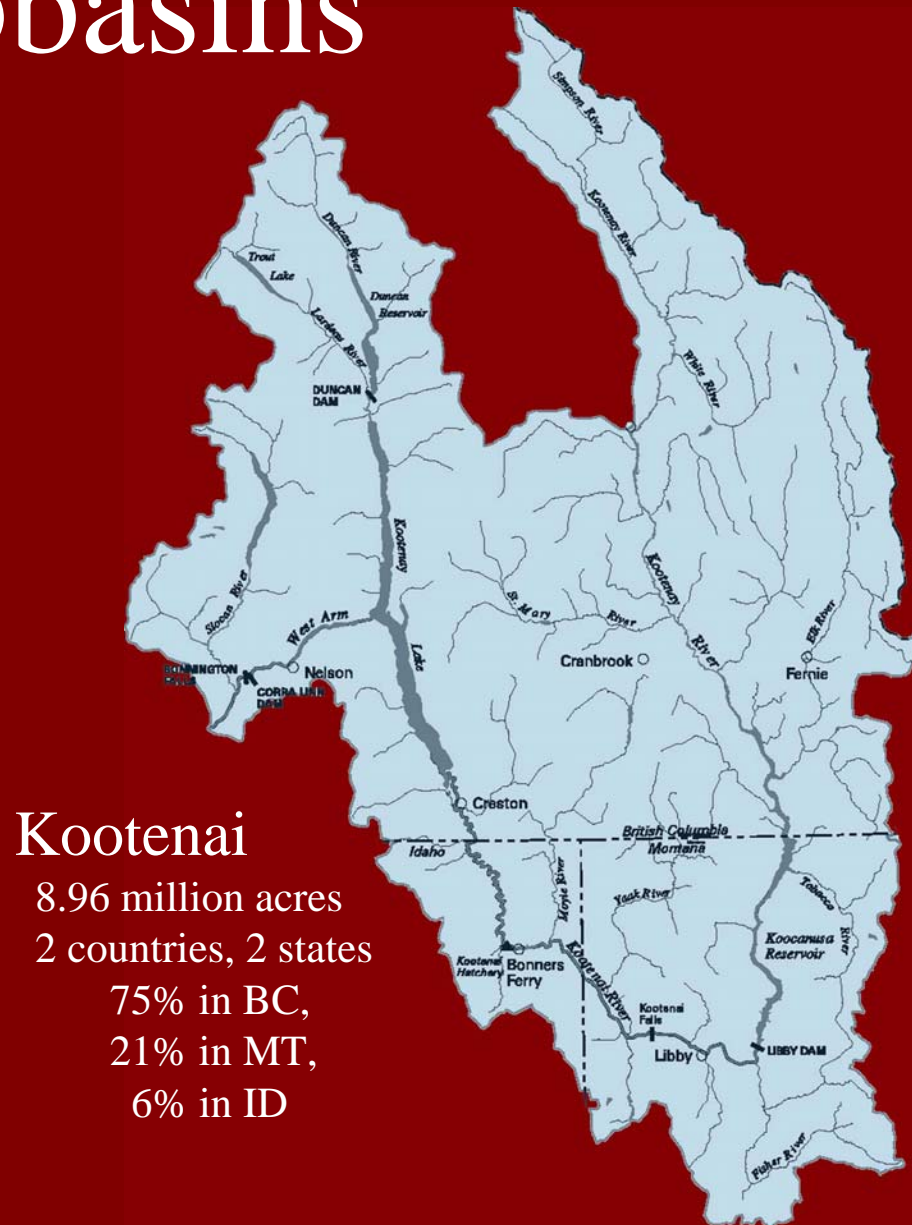 basins
Simpson River
Kootenay River
Duncan River
Trout
Lake
Duncan
Reservoir
Lardeau River
White River
DUNCAN
DAM
Kootenay
Lake
Kootenay
River
Slocan River
West Arm
St. Mary
River
Elk River
Cranbrook
Fernie
BONNINGTON
FALLS
Nelson
CORRA LINN
DAM
Creston
British Columbia
Montana
Idaho
Moyie River
Yaak River
Tobacco
River
Koocanusa
Reservoir
Kootenai
Hatchery
Bonners
Ferry
Kootenai River
Kootenai
Falls
Libby
LIBBY DAM
Fisher River
Kootenai
8.96 million acres
2 countries, 2 states
75% in BC,
21% in MT,
6% in ID